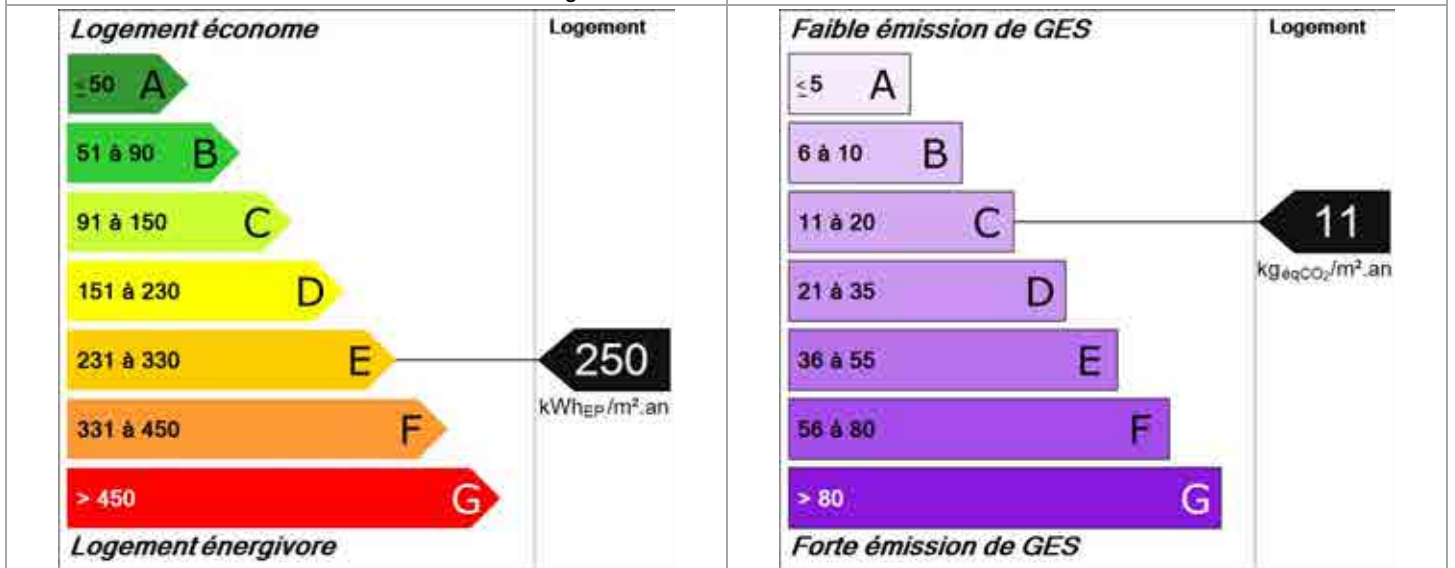 Logement économe
Logement
≤50 A
51 à 90 B
91 à 150 C
151 à 230 D
231 à 330 E
250
kWhEP/m².an
331 à 450 F
> 450 G
Logement énergivore
Faible émission de GES
Logement
≤5 A
6 à 10 B
11 à 20 C
11
kgéqCO2/m².an
21 à 35 D
36 à 55 E
56 à 80 F
> 80 G
Forte émission de GES